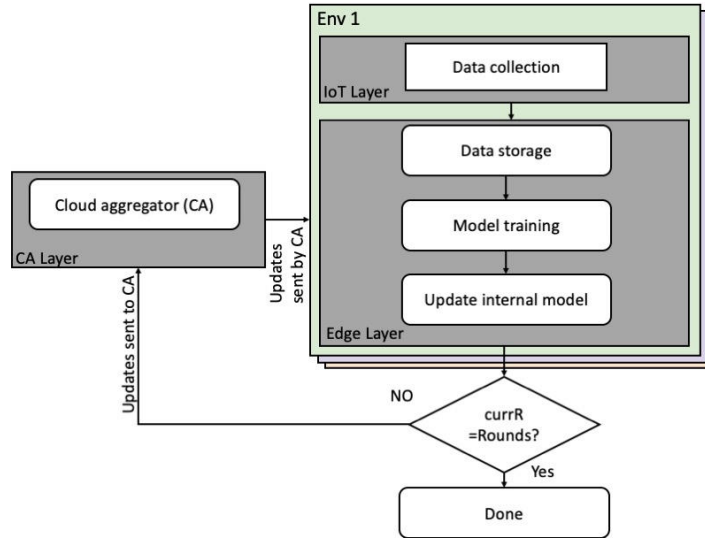 Env 1
Data collection
IoT Layer
Data storage
Cloud aggregator (CA)
Model training
CA Layer
Updates
sent by CA
Update internal model
Edge Layer
Updates sent to CA
NO
currR
=Rounds?
Yes
Done